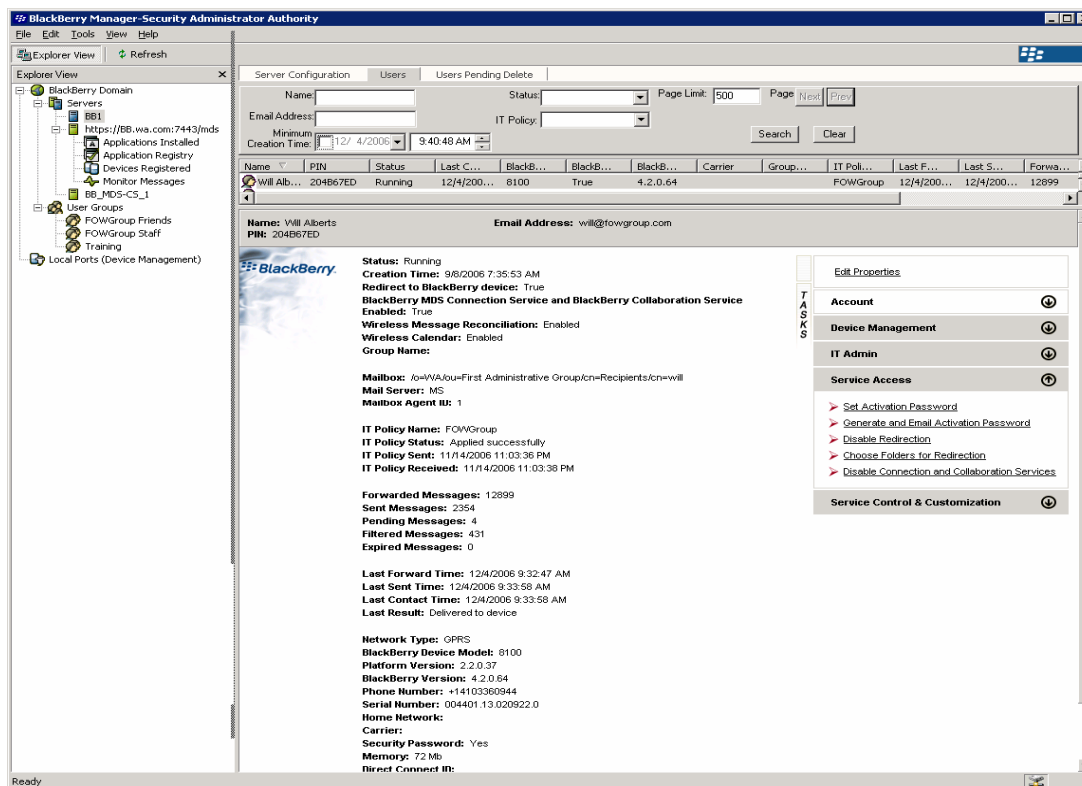 BlackBerry Manager-Security Administrator Authority
File Edit Tools View Help
Explorer View Refresh
Explorer View
BlackBerry Domain
Servers
BB1
https://BB.wa.com:7443/mds
Applications Installed
Application Registry
Devices Registered
Monitor Messages
BB_MDS-CS_1
User Groups
FOWGroup Friends
FOWGroup Staff
Training
Local Ports (Device Management)
Server Configuration Users Users Pending Delete
Name: Status: Page Limit: 500 Page Next Prev
Email Address: IT Policy:
Minimum Creation Time: 12/ 4/2006 9:40:48 AM Search Clear
Name PIN Status Last C... BlackB... BlackB... BlackB... Carrier Group... IT Poli... Last F... Last S... Forwa...
Will Alb... 204B67ED Running 12/4/200... 8100 True 4.2.0.64 FOWGroup 12/4/200... 12/4/200... 12899
Name: Will Alberts Email Address: will@fowgroup.com
PIN: 204B67ED
BlackBerry.
Status: Running
Creation Time: 9/8/2006 7:35:53 AM
Redirect to BlackBerry device: True
BlackBerry MDS Connection Service and BlackBerry Collaboration Service
Enabled: True
Wireless Message Reconciliation: Enabled
Wireless Calendar: Enabled
Group Name:
Mailbox: /o=WA/ou=First Administrative Group/cn=Recipients/cn=will
Mail Server: MS
Mailbox Agent ID: 1
IT Policy Name: FOWGroup
IT Policy Status: Applied successfully
IT Policy Sent: 11/14/2006 11:03:36 PM
IT Policy Received: 11/14/2006 11:03:38 PM
Forwarded Messages: 12899
Sent Messages: 2354
Pending Messages: 4
Filtered Messages: 431
Expired Messages: 0
Last Forward Time: 12/4/2006 9:32:47 AM
Last Sent Time: 12/4/2006 9:33:58 AM
Last Contact Time: 12/4/2006 9:33:58 AM
Last Result: Delivered to device
Network Type: GPRS
BlackBerry Device Model: 8100
Platform Version: 2.2.0.37
BlackBerry Version: 4.2.0.64
Phone Number: +14103360944
Serial Number: 004401.13.020922.0
Home Network:
Carrier:
Security Password: Yes
Memory: 72 Mb
Direct Connect ID:
TASKS
Edit Properties
Account
Device Management
IT Admin
Service Access
Set Activation Password
Generate and Email Activation Password
Disable Redirection
Choose Folders for Redirection
Disable Connection and Collaboration Services
Service Control & Customization
Ready